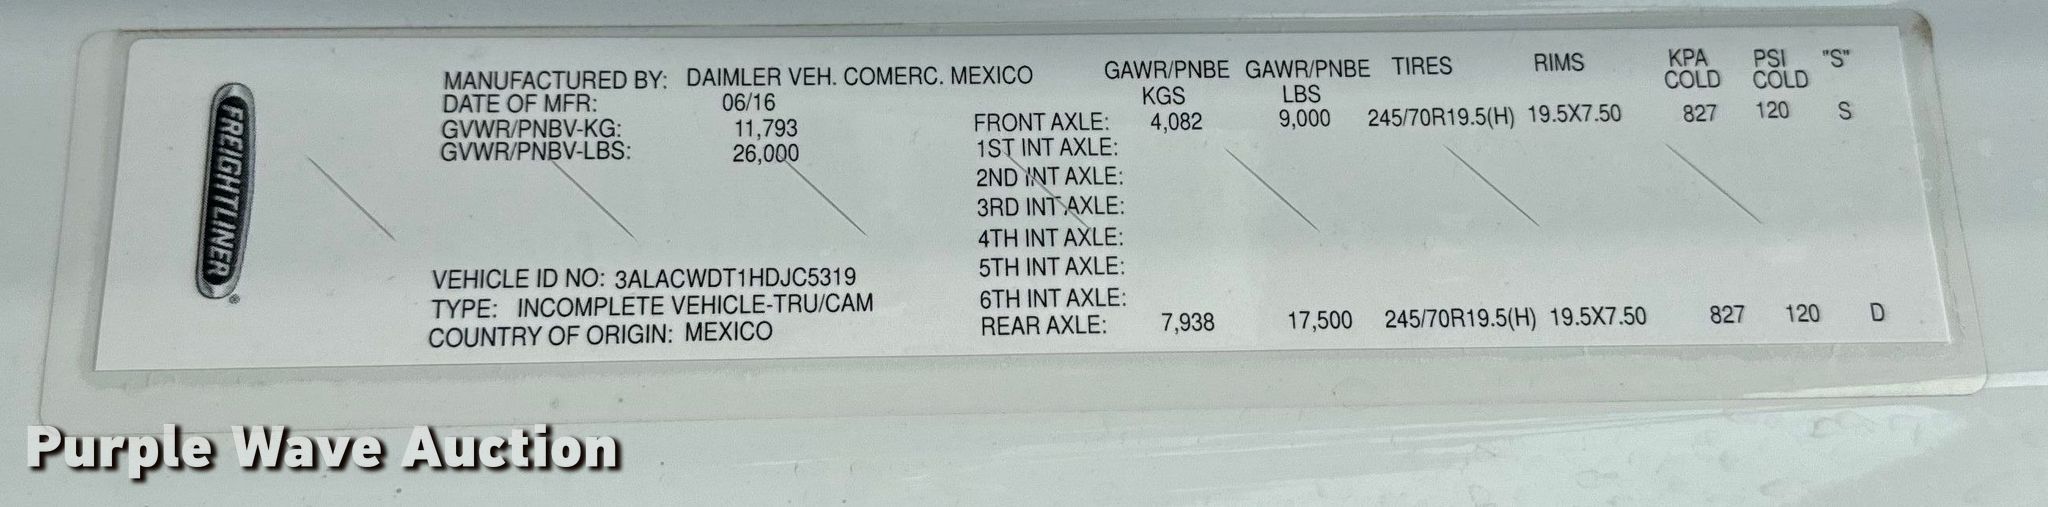 FREIGHTLINER®
MANUFACTURED BY: DAIMLER VEH. COMERC. MEXICO
DATE OF MFR: 06/16
GVWR/PNBV-KG: 11,793
GVWR/PNBV-LBS: 26,000
VEHICLE ID NO: 3ALACWDT1HDJC5319
TYPE: INCOMPLETE VEHICLE-TRU/CAM
COUNTRY OF ORIGIN: MEXICO
GAWR/PNBE GAWR/PNBE TIRES RIMS KPA PSI "S"
KGS LBS COLD COLD
FRONT AXLE: 4,082 9,000 245/70R19.5(H) 19.5X7.50 827 120 S
1ST INT AXLE:
2ND INT AXLE:
3RD INT AXLE:
4TH INT AXLE:
5TH INT AXLE:
6TH INT AXLE:
REAR AXLE: 7,938 17,500 245/70R19.5(H) 19.5X7.50 827 120 D
Purple Wave Auction